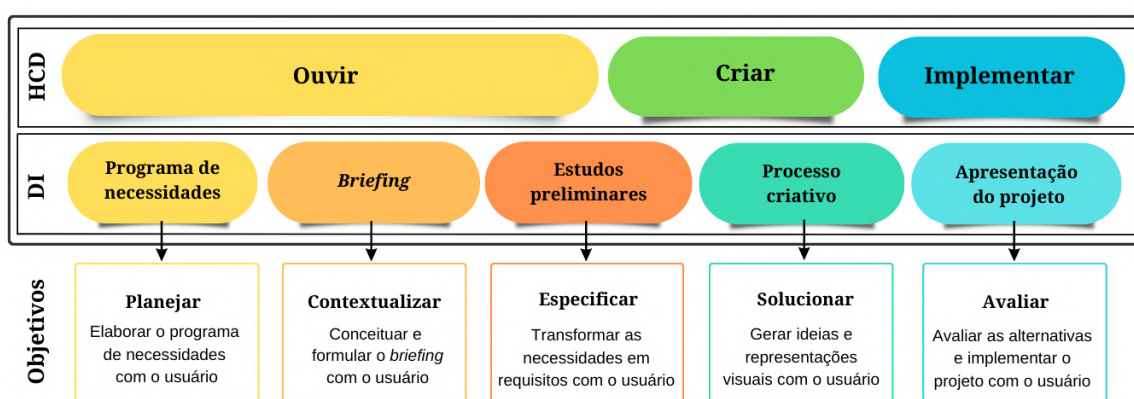 HCD
Ouvir
Criar
Implementar
DI
Programa de
necessidades
Briefing
Estudos
preliminares
Processo
criativo
Apresentação
do projeto
Objetivos
Planejar
Elaborar o programa
de necessidades
com o usuário
Contextualizar
Conceituar e
formular o briefing
com o usuário
Especificar
Transformar as
necessidades em
requisitos com o usuário
Solucionar
Gerar ideias e
representações
visuais com o usuário
Avaliar
Avaliar as alternativas
e implementar o
projeto com o usuário